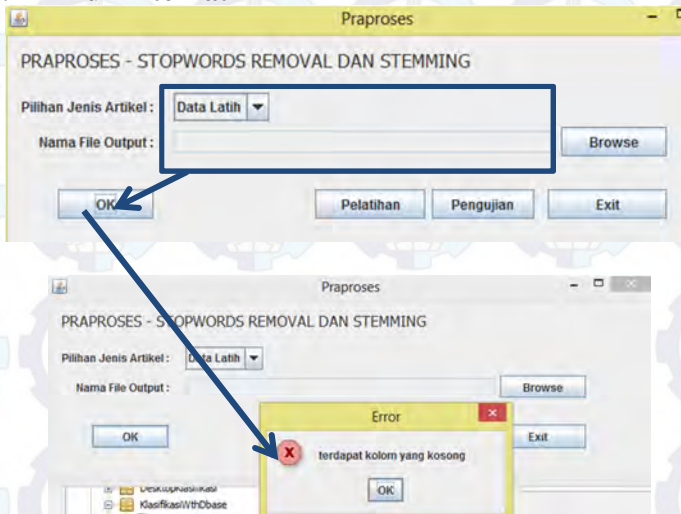 Praproses
PRAPROSES - STOPWORDS REMOVAL DAN STEMMING
Pilihan Jenis Artikel : Data Latih
Nama File Output : Browse
OK Pelatihan Pengujian Exit
Praproses
PRAPROSES - STOPWORDS REMOVAL DAN STEMMING
Pilihan Jenis Artikel : Data Latih
Nama File Output : Browse
Error
OK Exit
terdapat kolom yang kosong
OK
DesktopKlasifikasi
KlasifikasiWthDbase